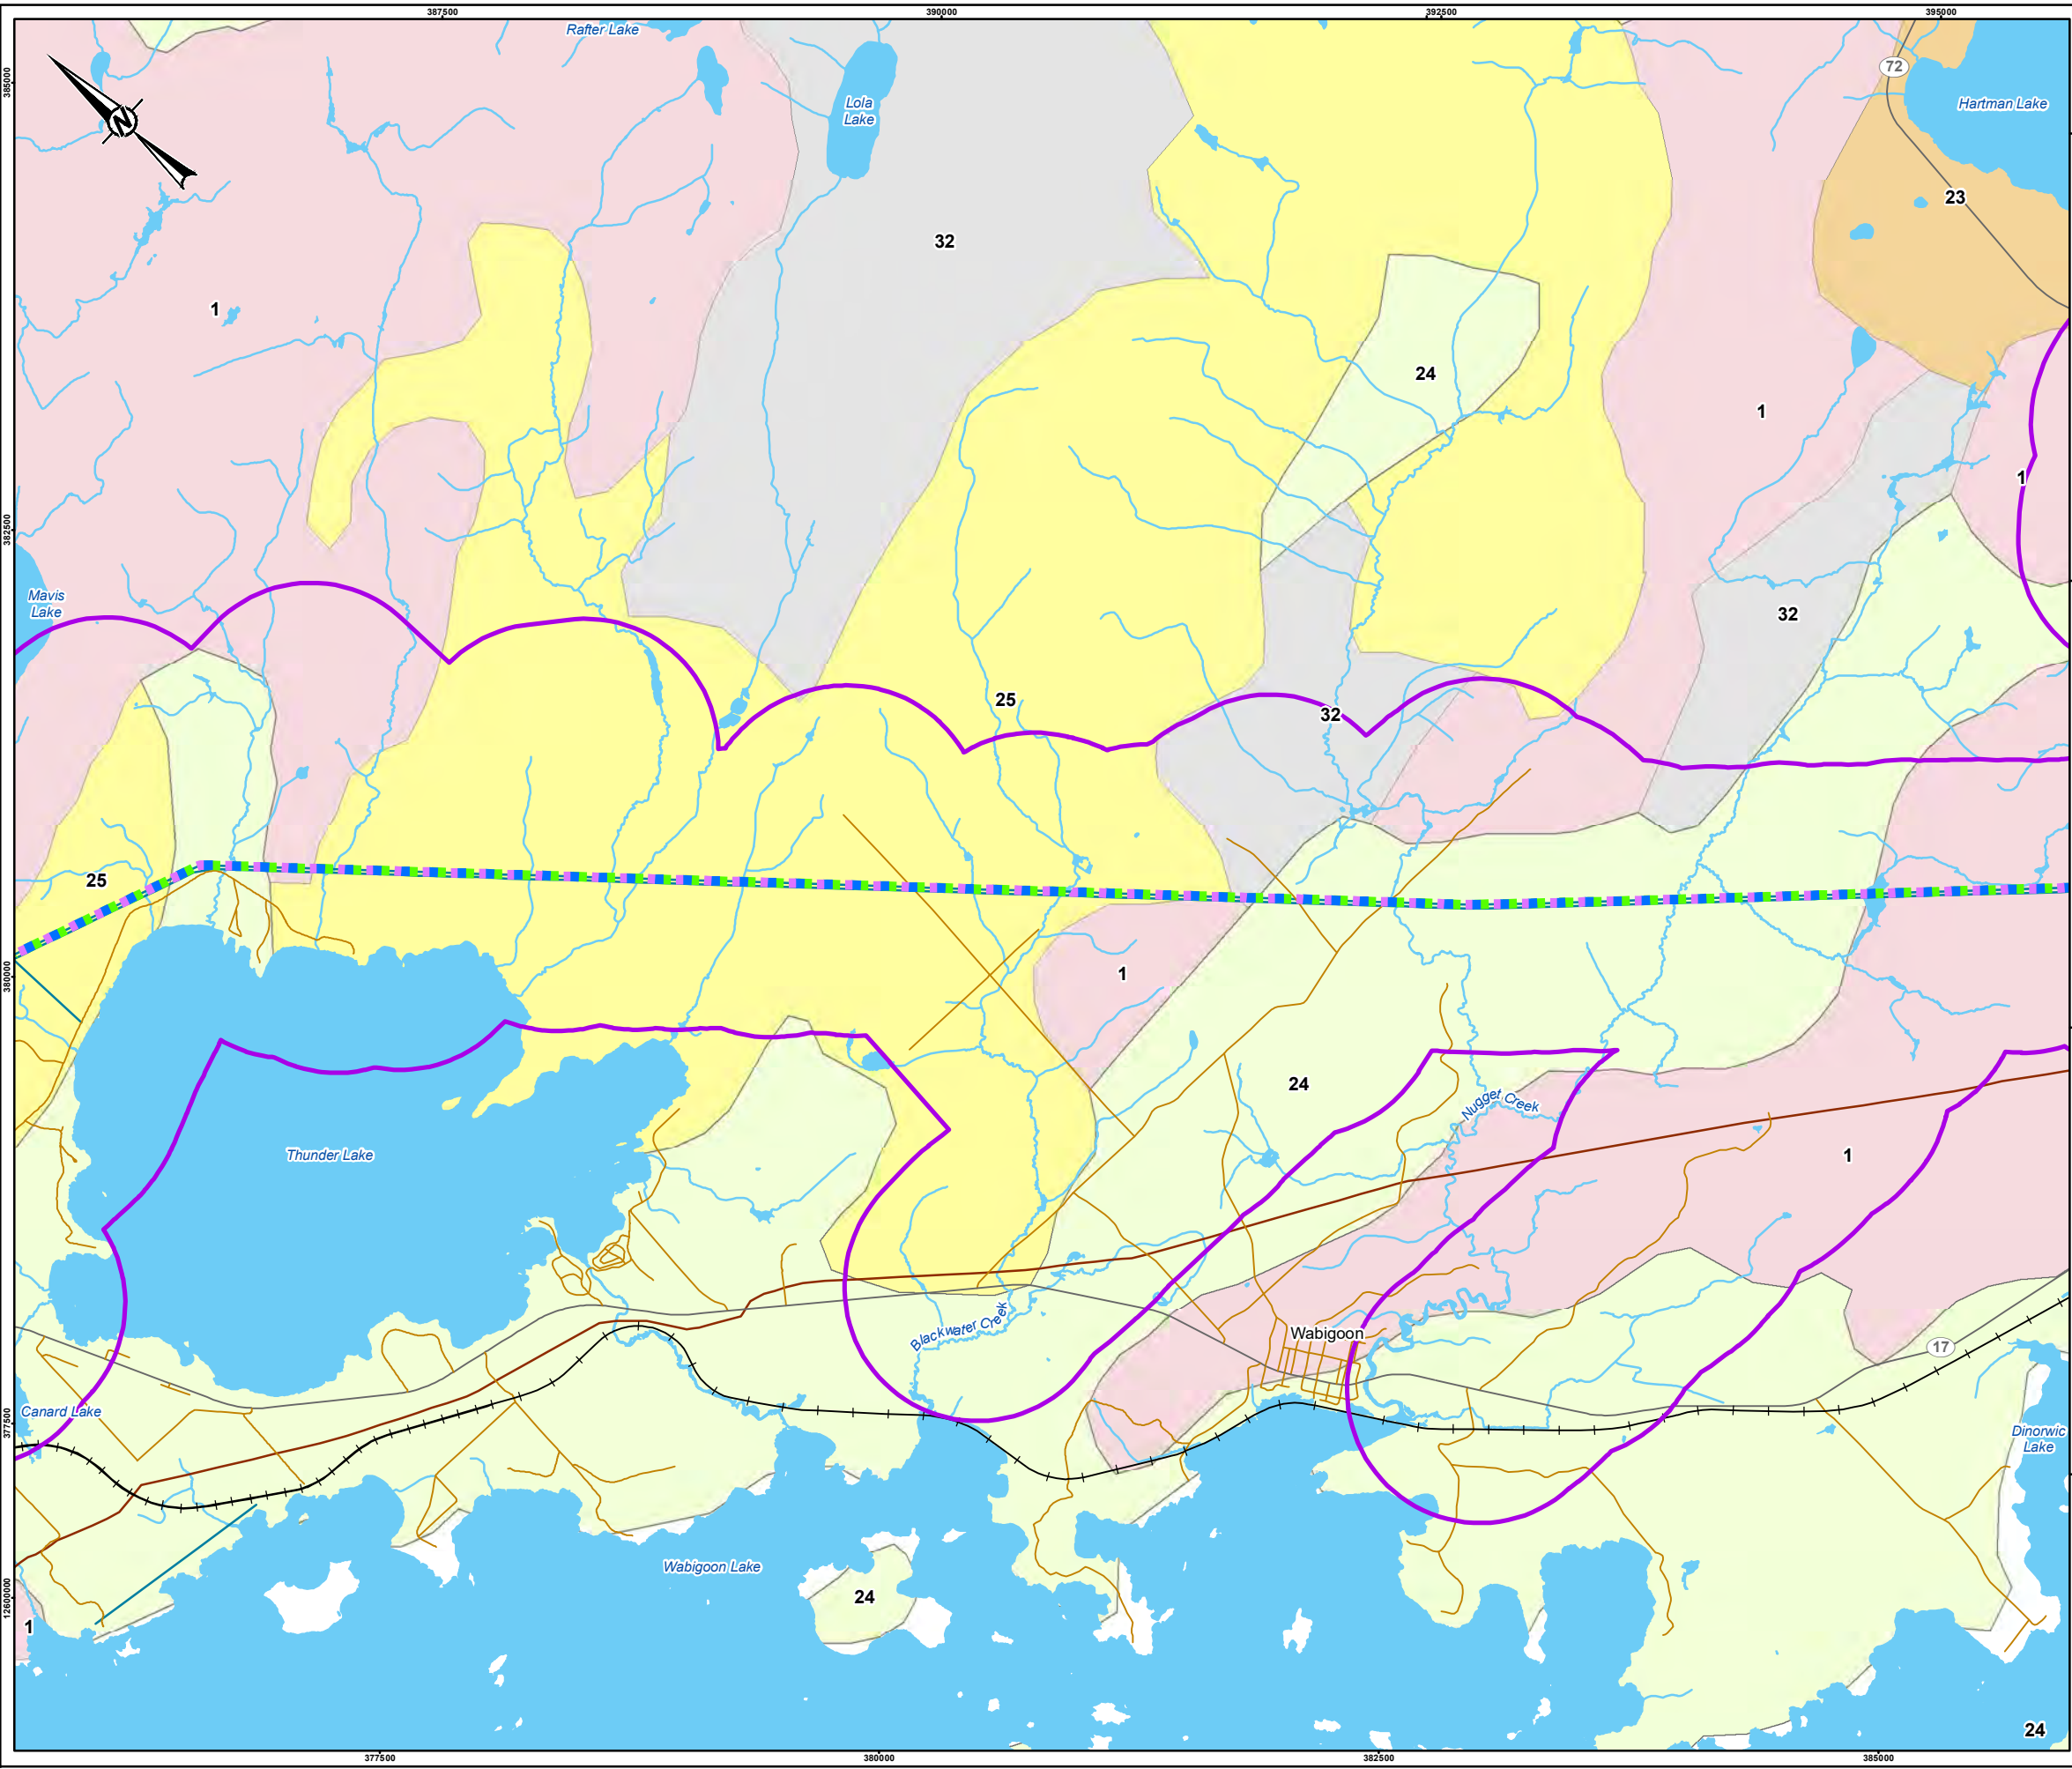 387500
390000
392500
395000
Rafter Lake
72
385000
Lola
Lake
Hartman Lake
N
23
32
1
24
1
1
382500
Mavis
Lake
32
25
32
25
380000
1
24
Nugget Creek
Thunder Lake
1
Blackwater Creek
Wabigoon
17
Canard Lake
377500
Dinorwic
Lake
Wabigoon Lake
24
1260000
1
24
377500
380000
382500
385000